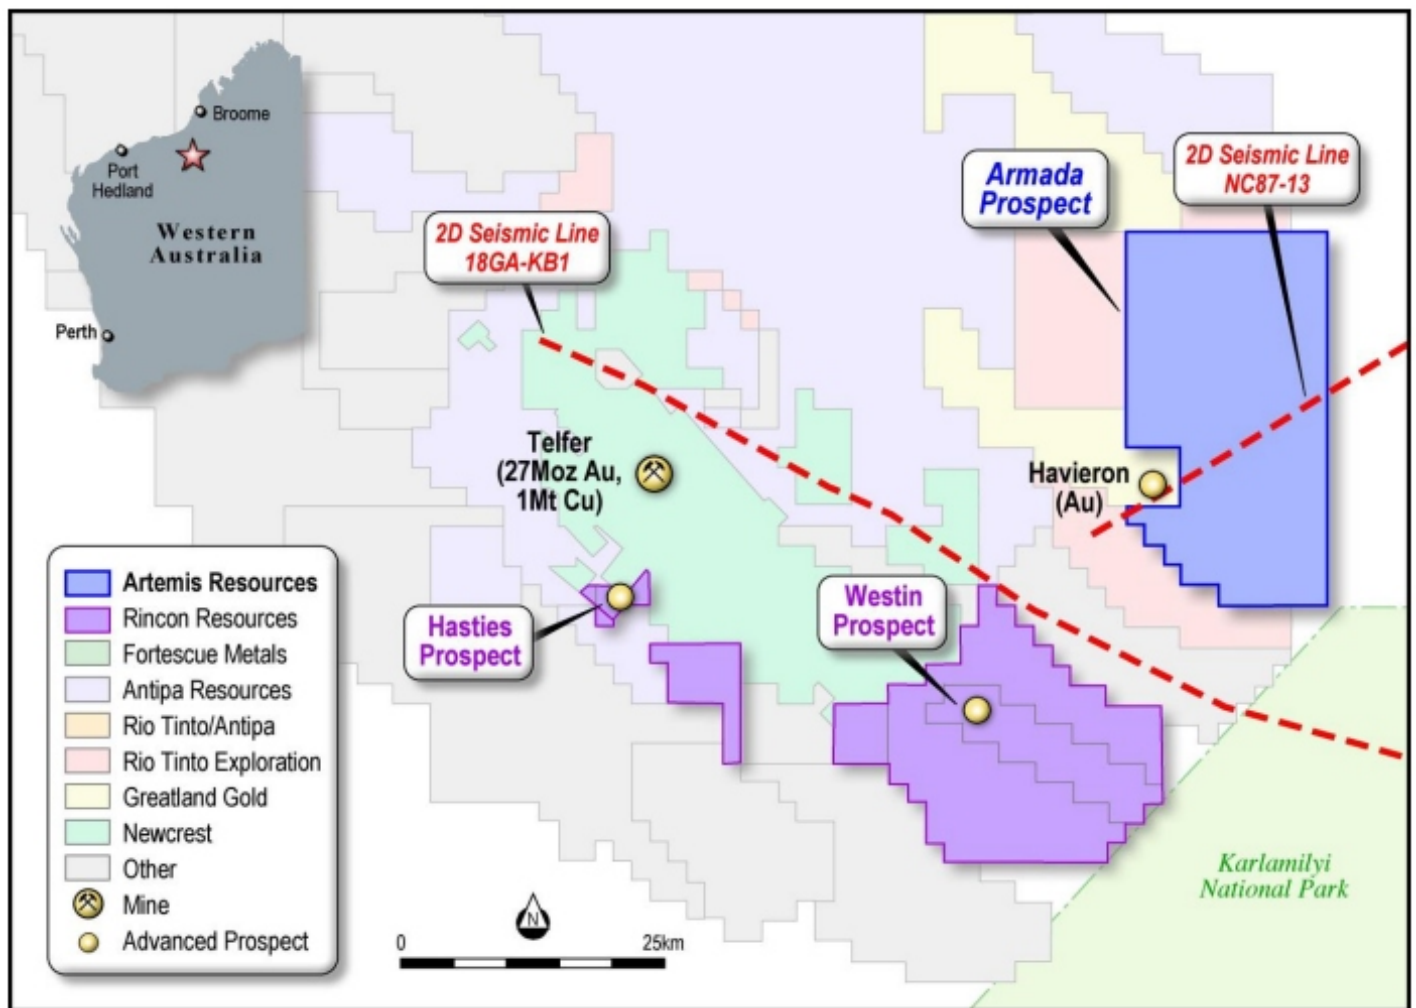 Broome
Port
Hedland
Western
Australia
Perth
2D Seismic Line
18GA-KB1
Armada
Prospect
2D Seismic Line
NC87-13
Telfer
(27Moz Au,
1Mt Cu)
Havieron
(Au)
Hasties
Prospect
Westin
Prospect
Artemis Resources
Rincon Resources
Fortescue Metals
Antipa Resources
Rio Tinto/Antipa
Rio Tinto Exploration
Greatland Gold
Newcrest
Other
Mine
Advanced Prospect
N
0
25km
Karlamilyi
National Park